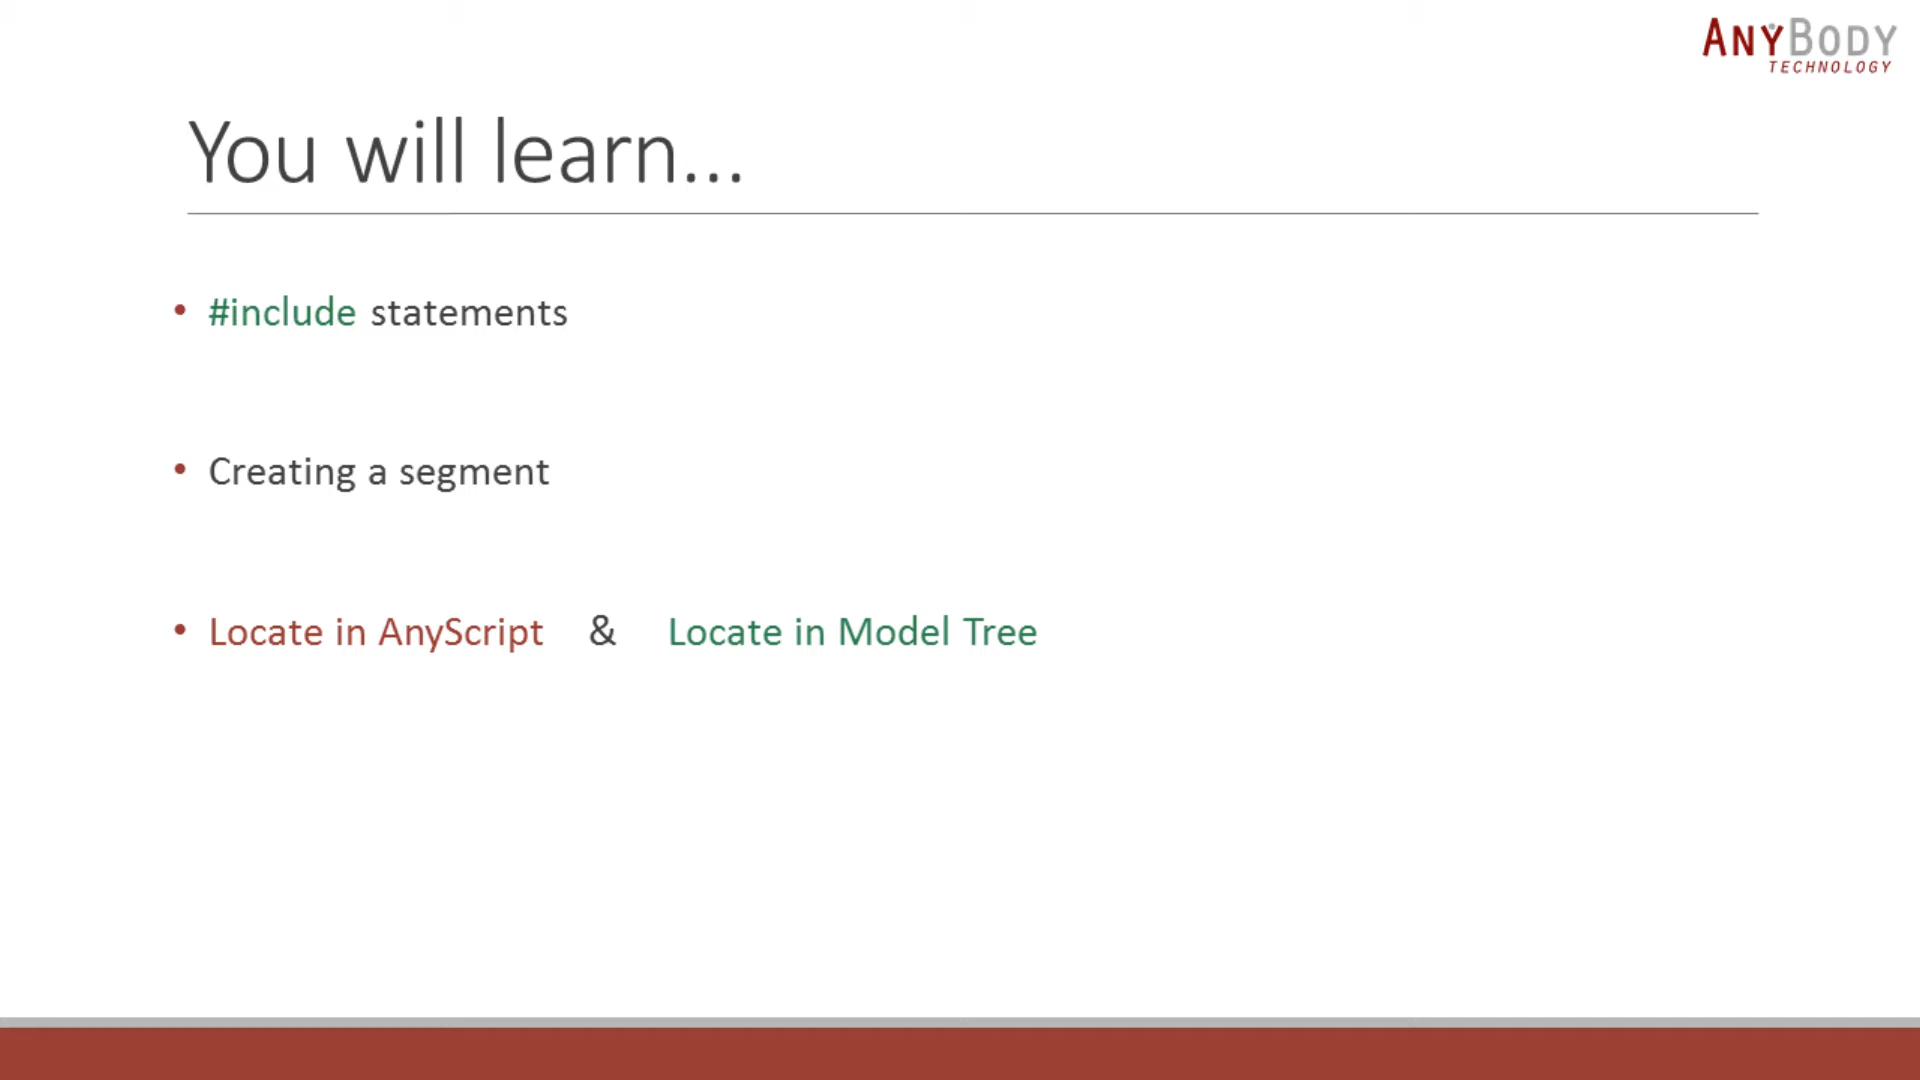 ANYBODY
TECHNOLOGY
You will learn...
• #include statements
• Creating a segment
• Locate in AnyScript & Locate in Model Tree